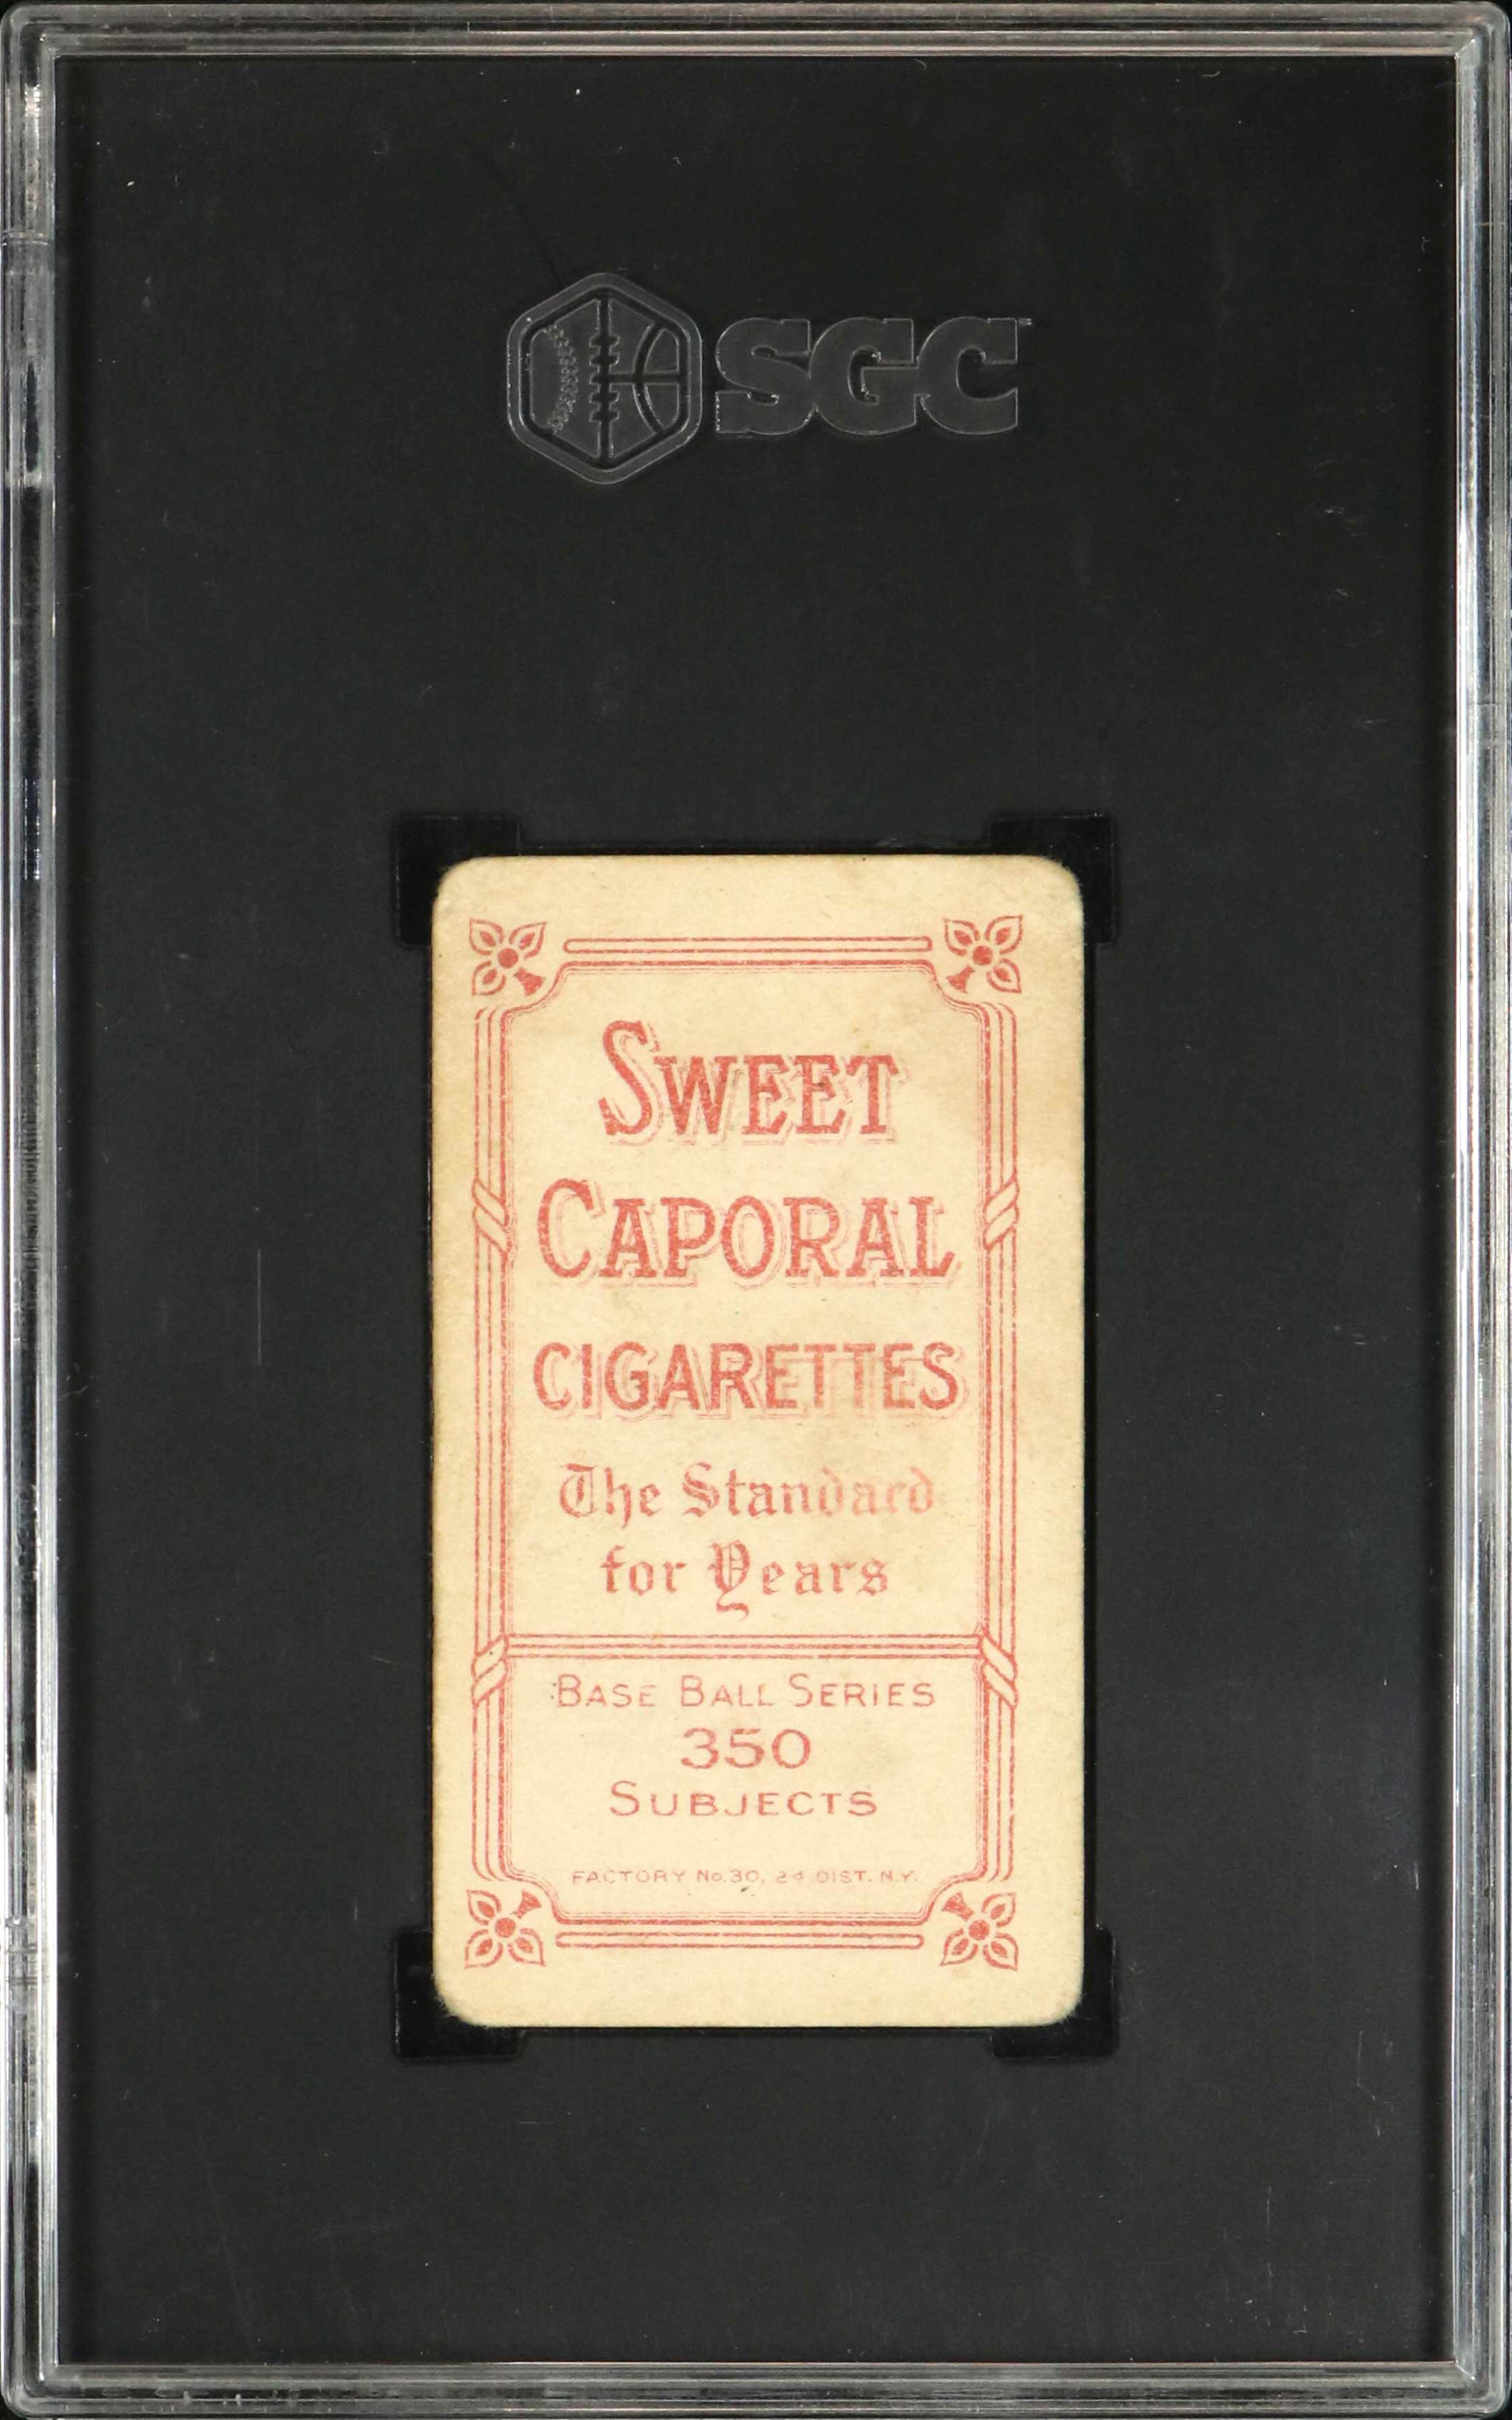 SGC
SWEET
CAPORAL
CIGARETTES
The Standard
for Years
BASE BALL SERIES
350
SUBJECTS
FACTORY No. 30, 2d DIST. N.Y.